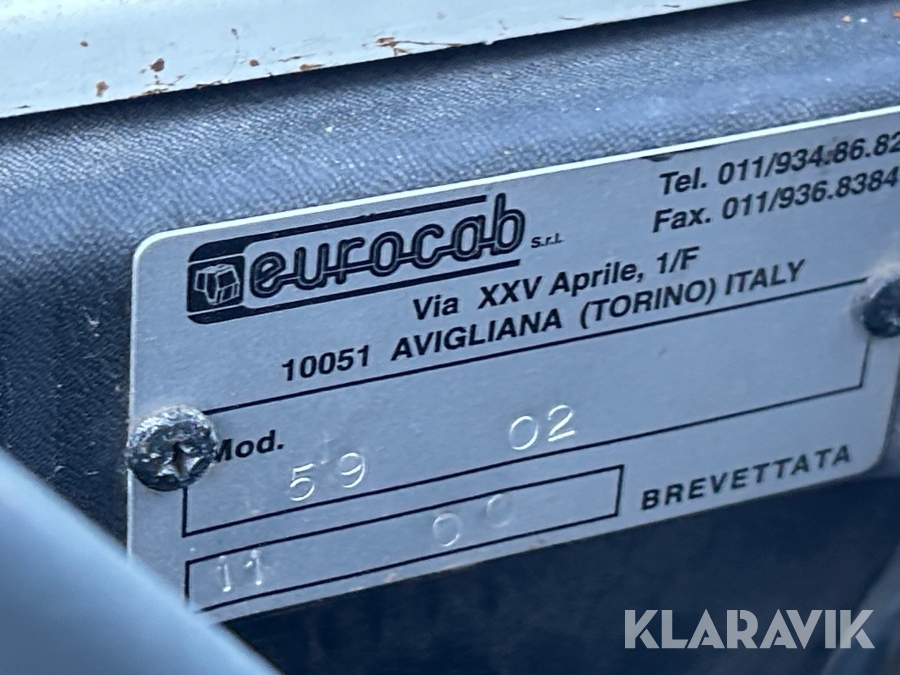 eurocab s.r.l.
Tel. 011/934.86.82
Fax. 011/936.8384
Via XXV Aprile, 1/F
10051 AVIGLIANA (TORINO) ITALY
Mod.
59 02
11 00
BREVETTATA
KLARAVIK